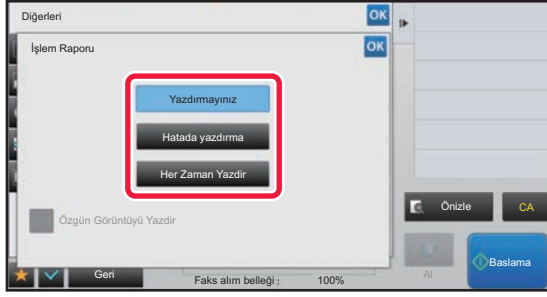 Diğerleri
OK
İşlem Raporu
OK
Yazdırmayınız
Hatada yazdırma
Her Zaman Yazdir
Özgün Görüntüyü Yazdir
Önizle
CA
Geri
Faks alım belleği :
100%
Al
Baslama